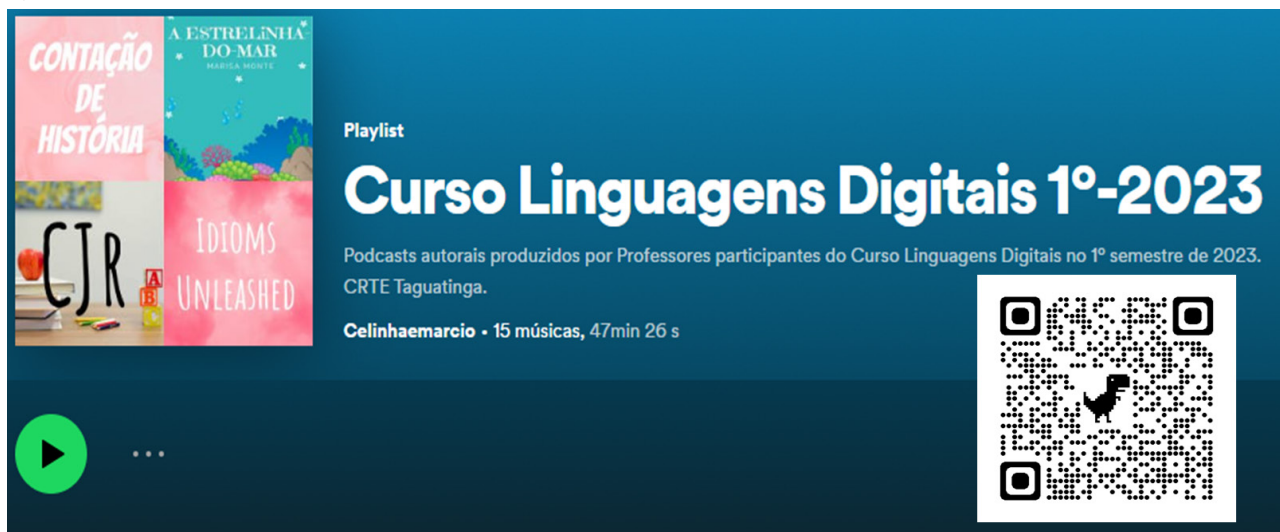 CONTAÇÃO
DE
HISTÓRIA
A ESTRELINHA-
DO-MAR
MARISA MONTE
CJR
A
B
IDIOMS
UNLEASHED
Playlist
Curso Linguagens Digitais 1º-2023
Podcasts autorais produzidos por Professores participantes do Curso Linguagens Digitais no 1º semestre de 2023.
CRTE Taguatinga.
Celinhaemarcio • 15 músicas, 47min 26 s